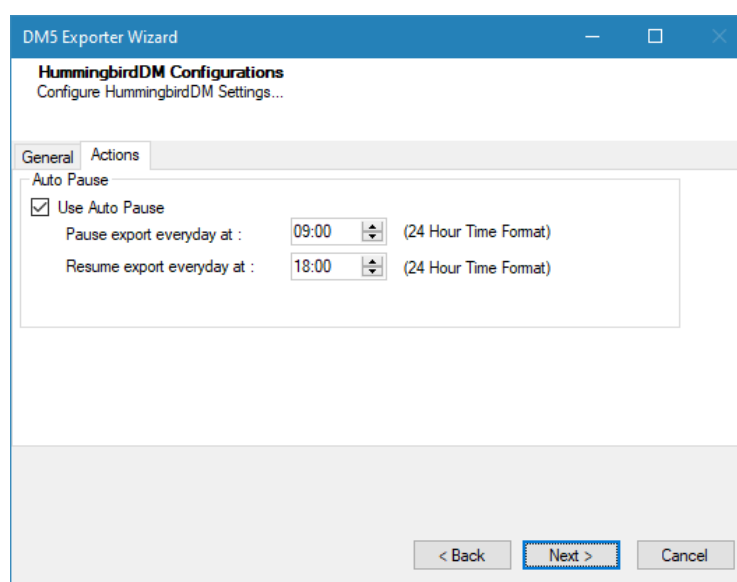 DM5 Exporter Wizard
HummingbirdDM Configurations
Configure HummingbirdDM Settings...
General Actions
Auto Pause
Use Auto Pause
Pause export everyday at : 09:00 (24 Hour Time Format)
Resume export everyday at : 18:00 (24 Hour Time Format)
< Back Next > Cancel